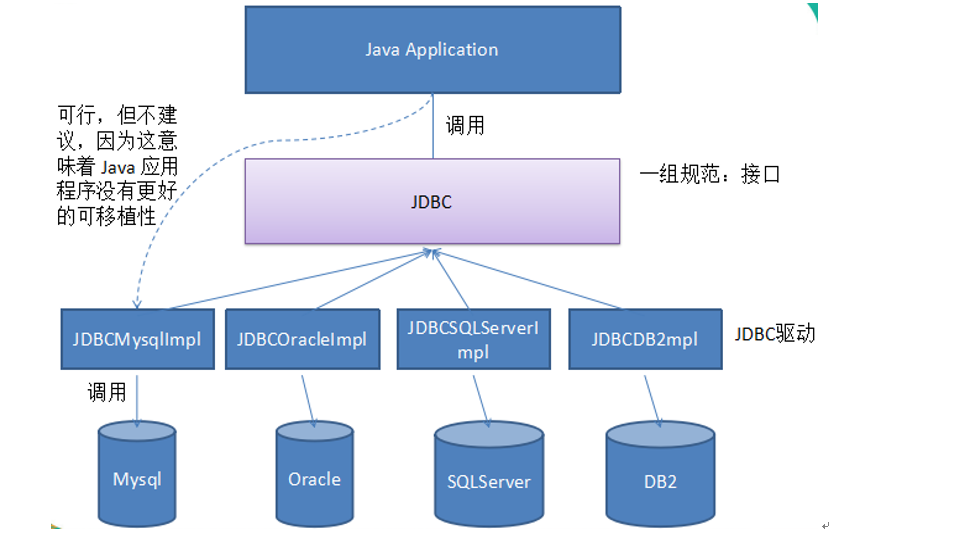 Java Application
调用
可行，但不建
议，因为这意
味着 Java 应用
程序没有更好
的可移植性
JDBC
一组规范：接口
JDBCMysqlImpl
JDBCOracleImpl
JDBCSQLServerI
mpl
JDBCDB2mpl
JDBC驱动
调用
Mysql
Oracle
SQLServer
DB2